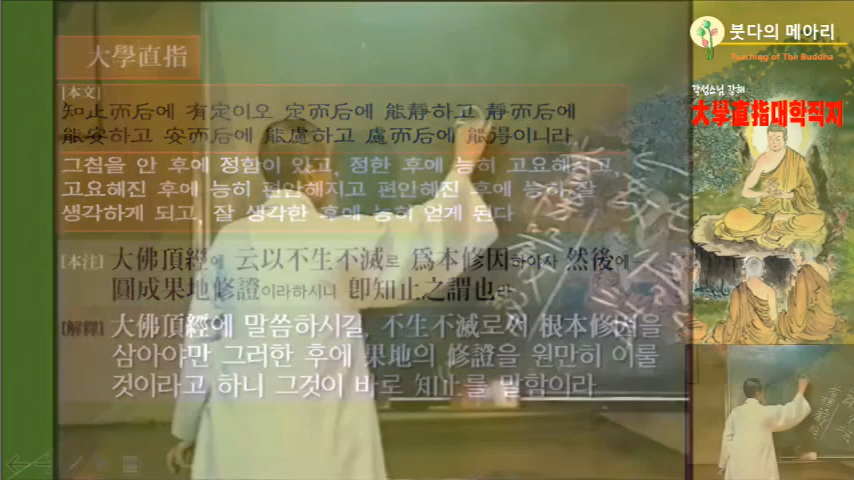 大學直指
[本文]
知止而后에 有定이오 定而后에 能靜하고 靜而后에
能安하고 安而后에 能慮하고 慮而后에 能得이니라
그침을 안 후에 정함이 있고, 정한 후에 능히 고요해지고,
고요해진 후에 능히 편안해지고 편안해진 후에 능히 잘
생각하게 되고, 잘 생각한 후에 능히 얻게 된다
[本注] 大佛頂經에 云以不生不滅로 爲本修因하야사 然後에
圓成果地修證이라하시니 卽知止之謂也라
[解釋] 大佛頂經에 말씀하시길, 不生不滅로써 根本修因을
삼아야만 그러한 후에 果地의 修證을 원만히 이룰
것이라고 하니 그것이 바로 知止를 말함이라
붓다의 메아리
Teaching of The Buddha
각성스님 강해
大學直指대학직지